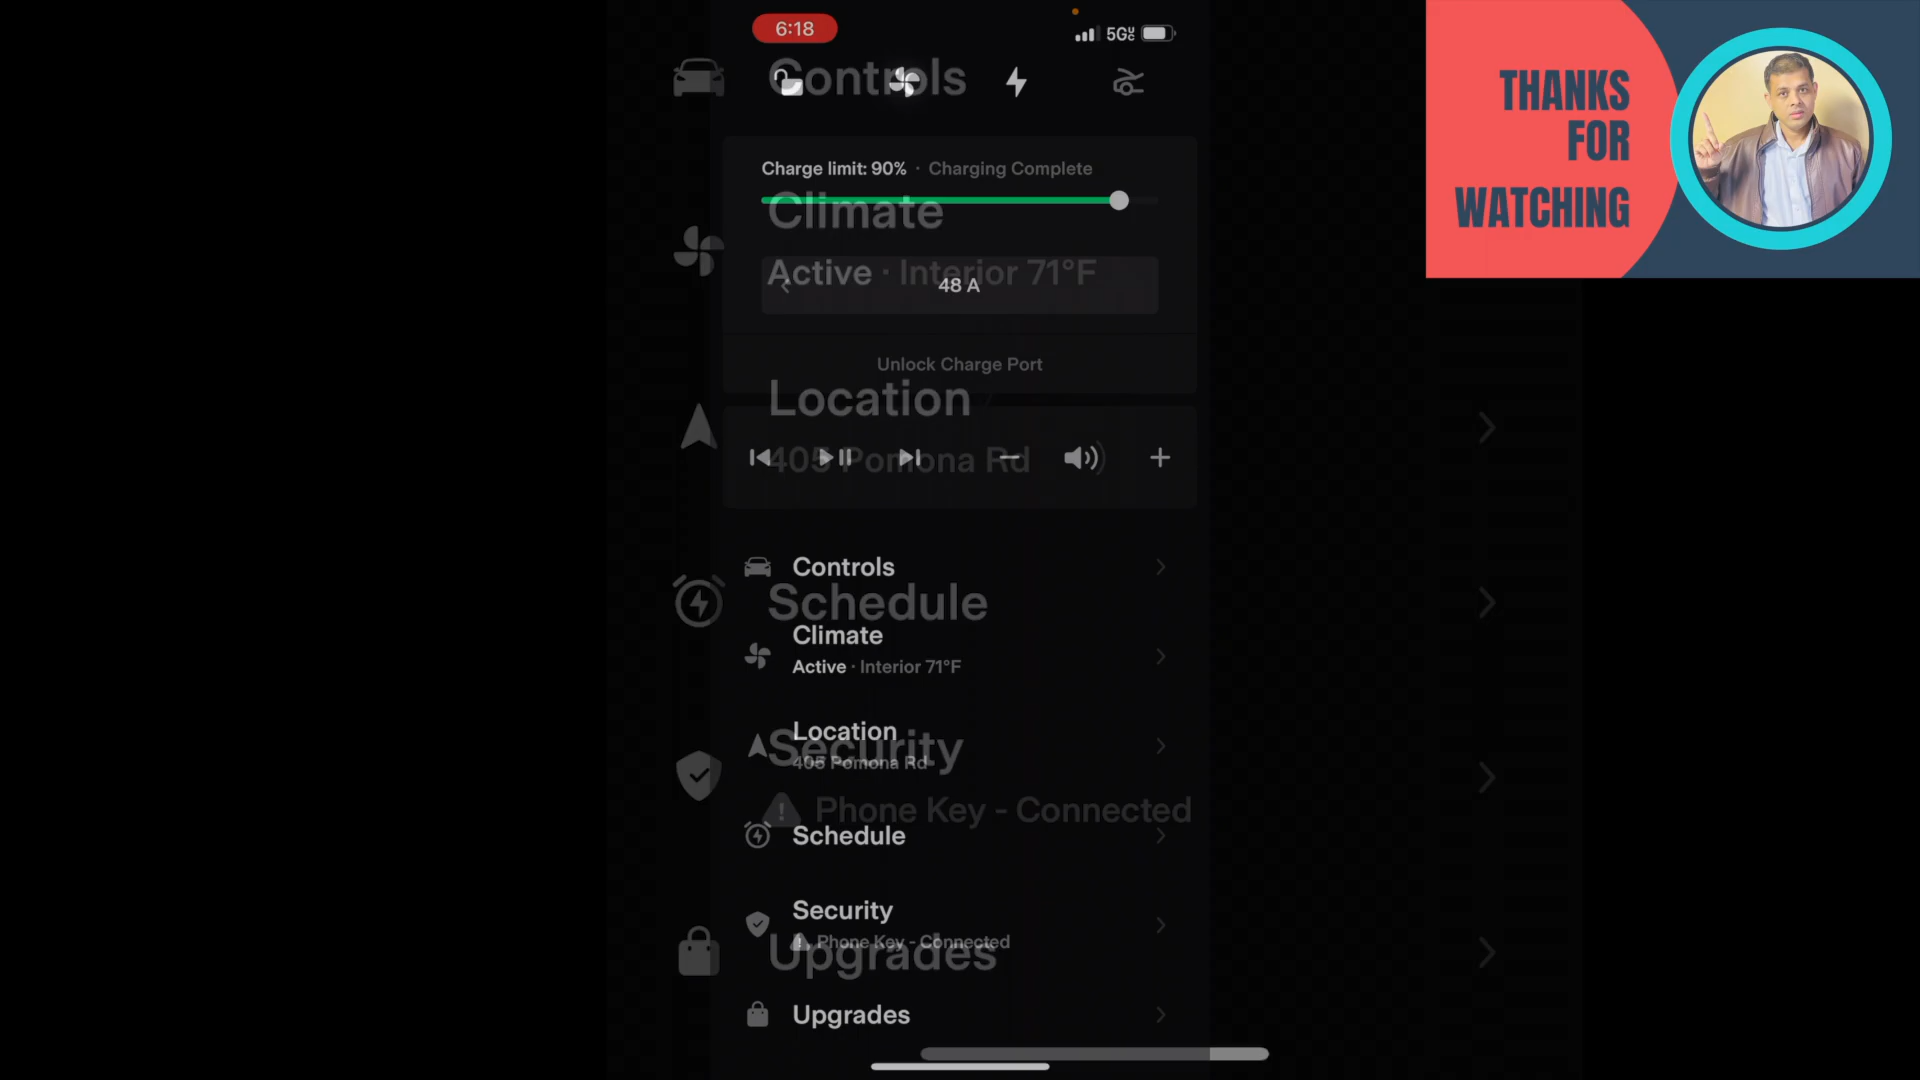 6:18
5G UC
Controls
Charge limit: 90% · Charging Complete
Climate
Active · Interior 71°F
48 A
Unlock Charge Port
Location
405 Pomona Rd
Controls
Schedule
Climate
Active · Interior 71°F
Location
405 Pomona Rd
Security
Phone Key - Connected
Schedule
Security
Phone Key - Connected
Upgrades
Upgrades
THANKS
FOR
WATCHING